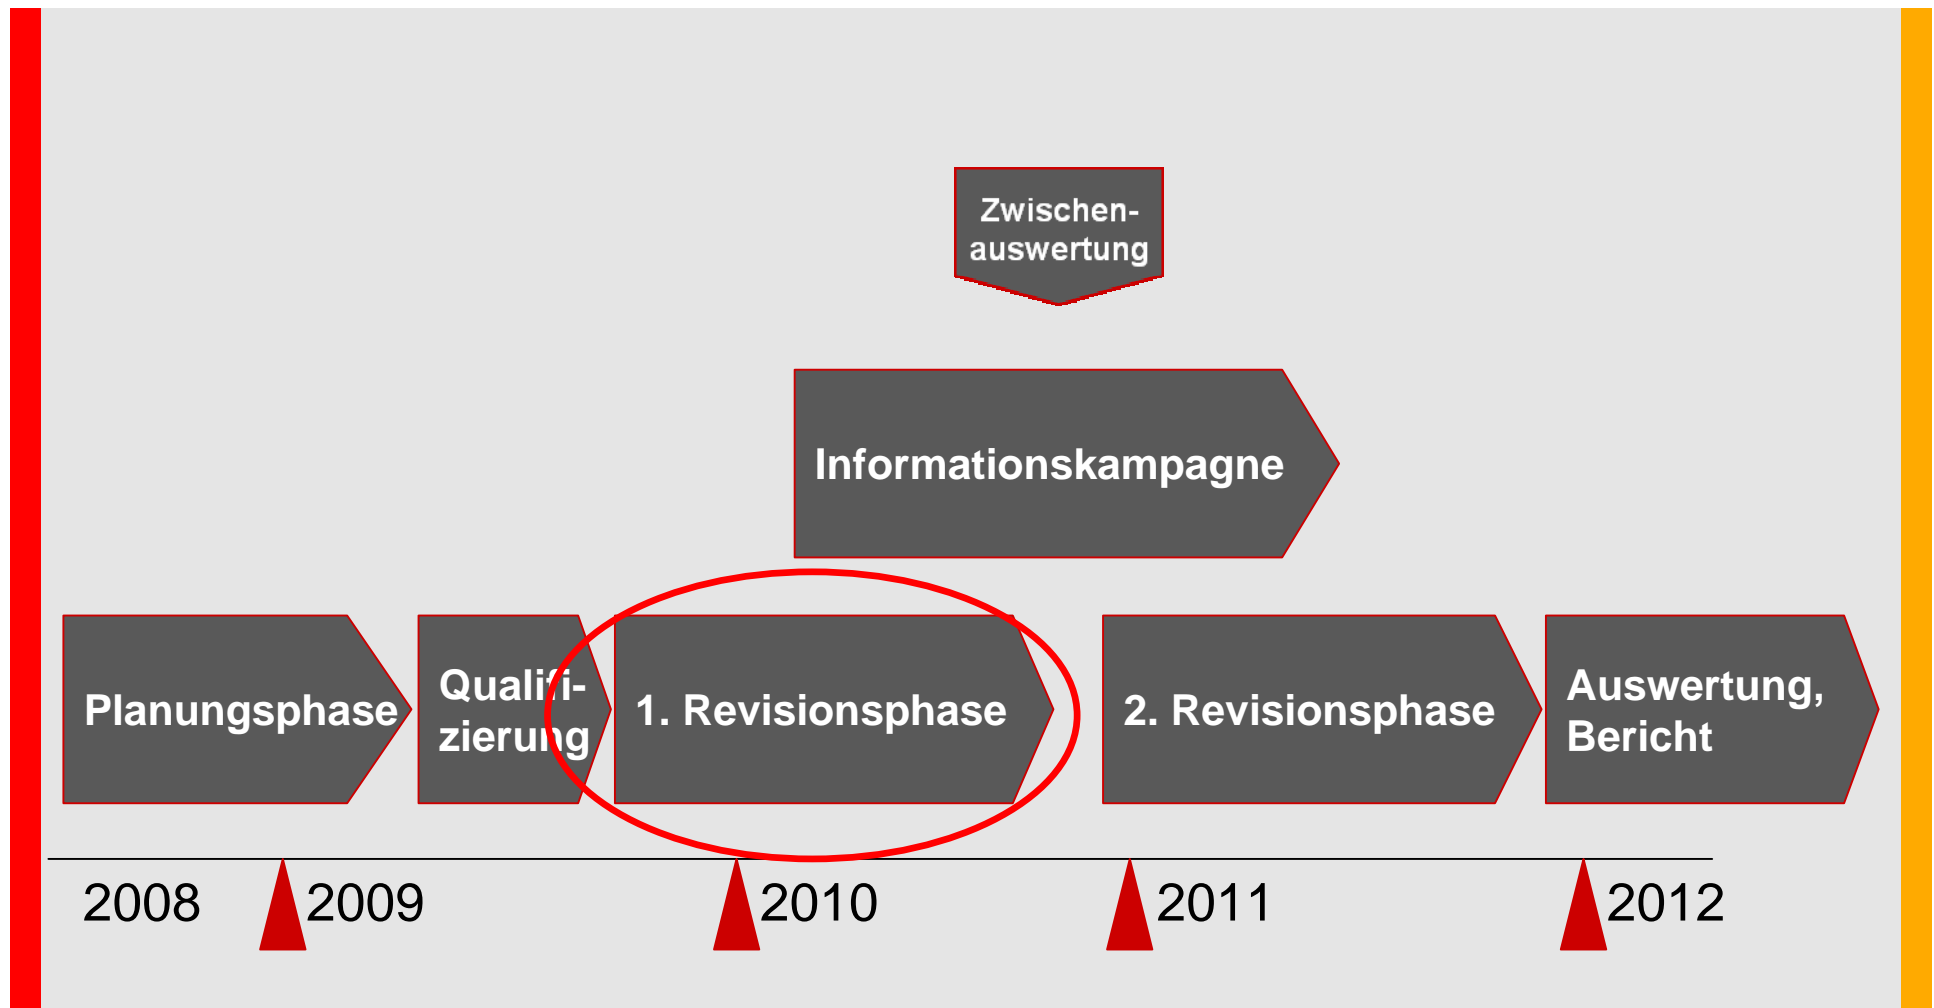 Zwischen-
auswertung
Informationskampagne
Planungsphase
Qualifi-
zierung
1. Revisionsphase
2. Revisionsphase
Auswertung,
Bericht
2008
2009
2010
2011
2012